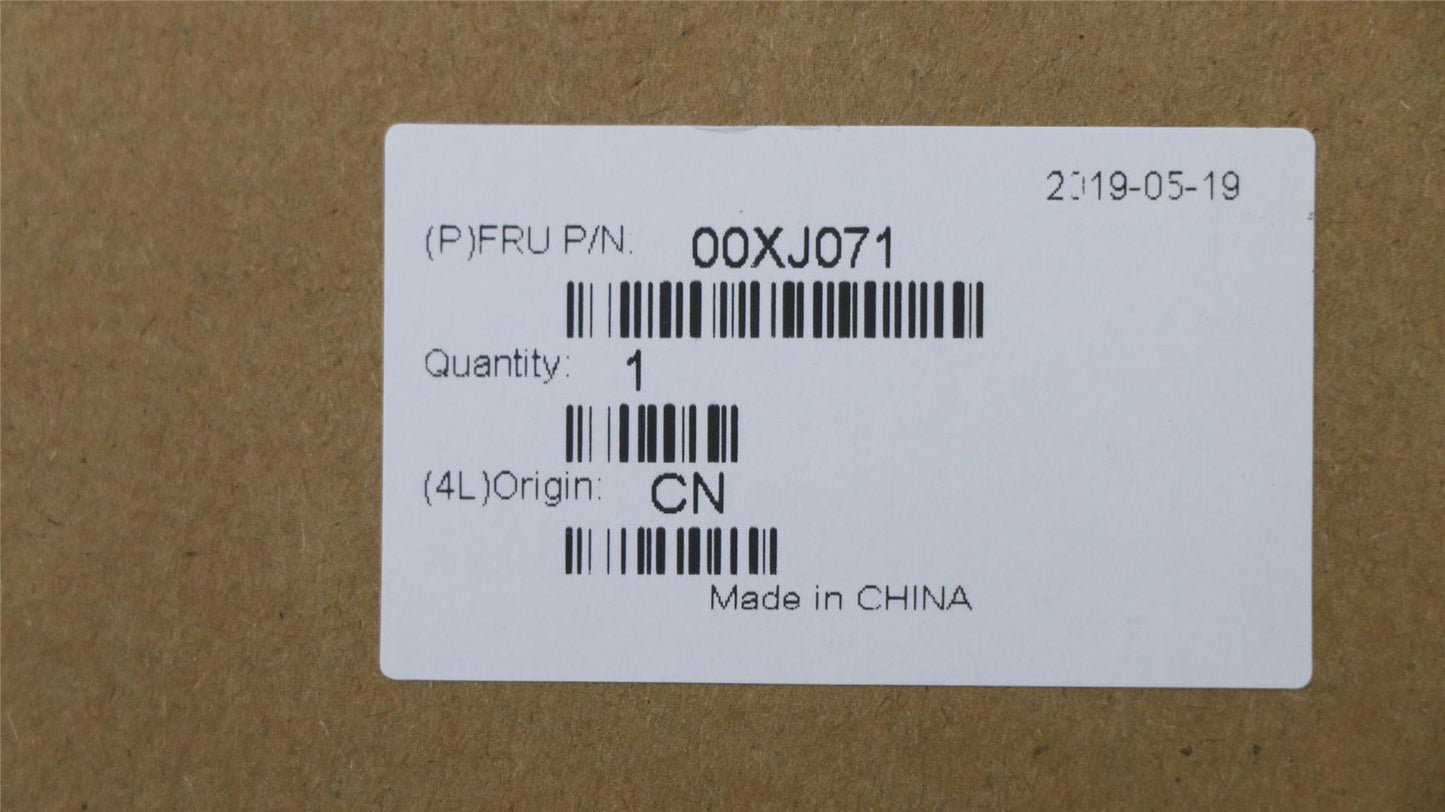 2019-05-19
(P)FRU P/N: 00XJ071
Quantity: 1
(4L)Origin: CN
Made in CHINA